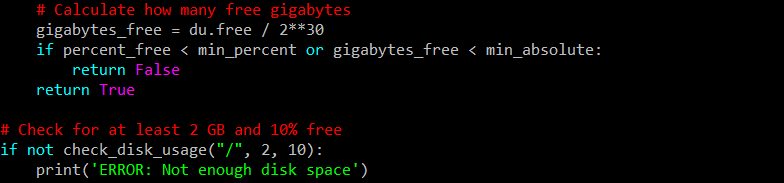 # Calculate how many free gigabytes
gigabytes_free = du.free / 2**30
if percent_free < min_percent or gigabytes_free < min_absolute:
return False
return True
# Check for at least 2 GB and 10% free
if not check_disk_usage("/", 2, 10):
print('ERROR: Not enough disk space')